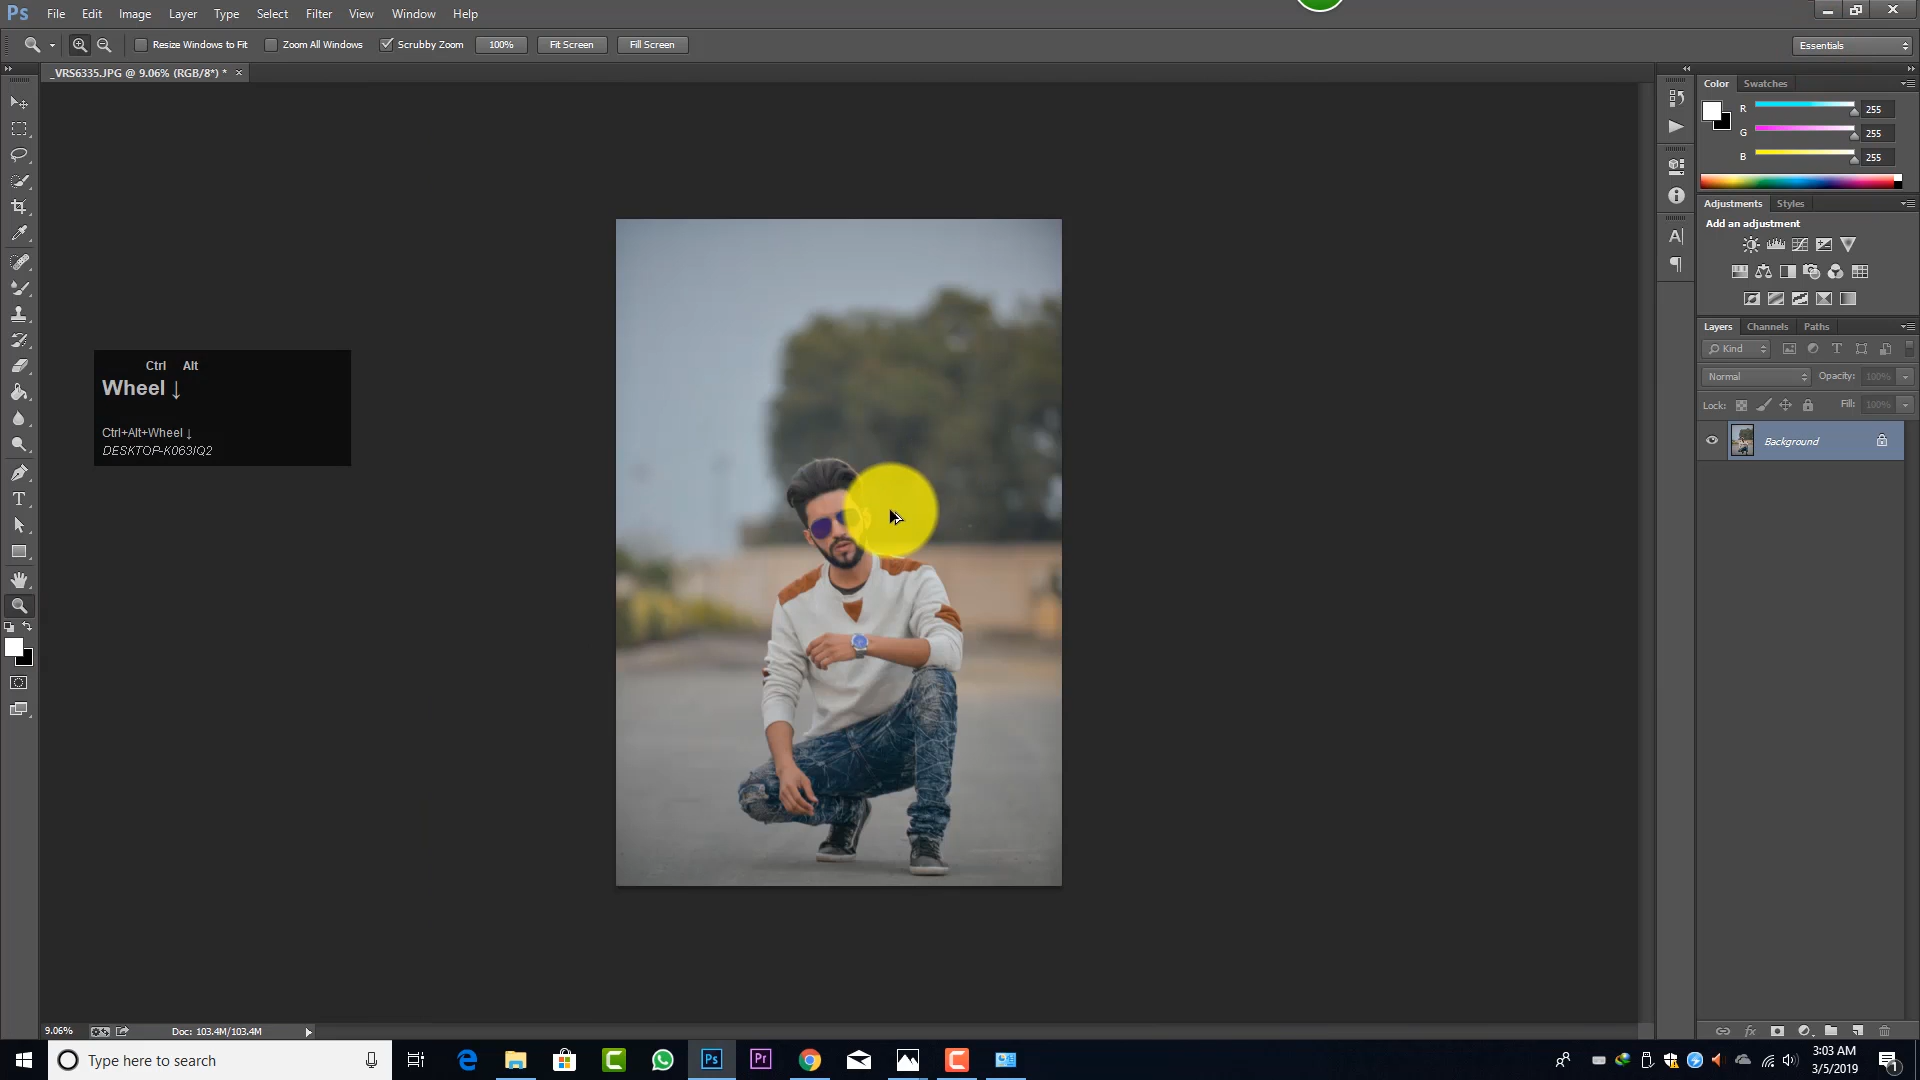 Ps File Edit Image Layer Type Select Filter View Window Help
Resize Windows to Fit Zoom All Windows Scrubby Zoom 100% Fit Screen Fill Screen Essentials
_VRS6335.JPG @ 9.06% (RGB/8*) * ×
Color Swatches
R 255
G 255
B 255
Adjustments Styles
Add an adjustment
Layers Channels Paths
Kind
Normal Opacity: 100%
Lock: Fill: 100%
Background
Ctrl Alt
Wheel ↓
Ctrl+Alt+Wheel ↓
DESKTOP-K063IQ2
9.06% Doc: 103.4M/103.4M
Type here to search
Ps Pr
3:03 AM
3/5/2019
1